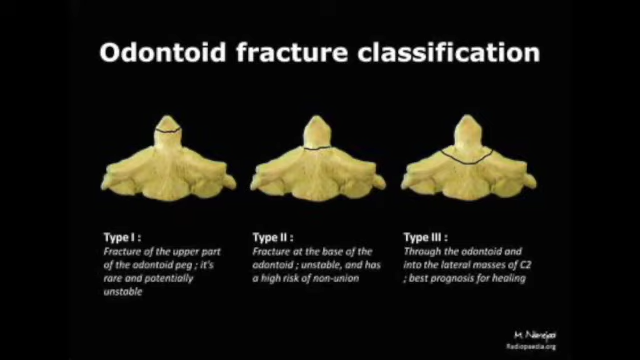 Odontoid fracture classification
Type I :
Fracture of the upper part
of the odontoid peg ; it's
rare and potentially
unstable
Type II :
Fracture at the base of the
odontoid ; unstable, and has
a high risk of non-union
Type III :
Through the odontoid and
into the lateral masses of C2
; best prognosis for healing
Radiopaedia.org